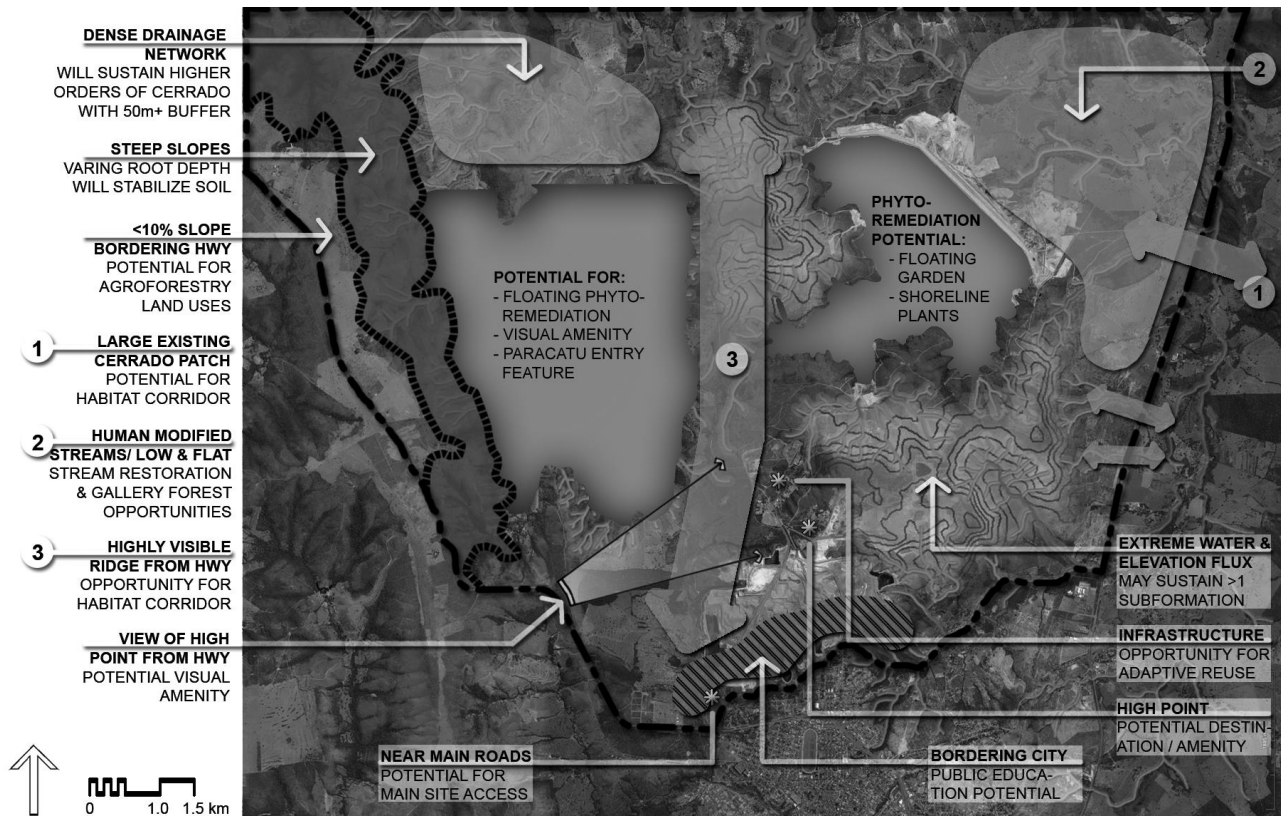 DENSE DRAINAGE
NETWORK
WILL SUSTAIN HIGHER
ORDERS OF CERRADO
WITH 50m+ BUFFER
STEEP SLOPES
VARING ROOT DEPTH
WILL STABILIZE SOIL
<10% SLOPE
BORDERING HWY
POTENTIAL FOR
AGROFORESTRY
LAND USES
1
LARGE EXISTING
CERRADO PATCH
POTENTIAL FOR
HABITAT CORRIDOR
2
HUMAN MODIFIED
STREAMS/ LOW & FLAT
STREAM RESTORATION
& GALLERY FOREST
OPPORTUNITIES
3
HIGHLY VISIBLE
RIDGE FROM HWY
OPPORTUNITY FOR
HABITAT CORRIDOR
VIEW OF HIGH
POINT FROM HWY
POTENTIAL VISUAL
AMENITY
0 1.0 1.5 km
POTENTIAL FOR:
- FLOATING PHYTO-
REMEDIATION
- VISUAL AMENITY
- PARACATU ENTRY
FEATURE
3
PHYTO-
REMEDIATION
POTENTIAL:
- FLOATING
GARDEN
- SHORELINE
PLANTS
2
1
EXTREME WATER &
ELEVATION FLUX
MAY SUSTAIN >1
SUBFORMATION
INFRASTRUCTURE
OPPORTUNITY FOR
ADAPTIVE REUSE
HIGH POINT
POTENTIAL DESTIN-
ATION / AMENITY
NEAR MAIN ROADS
POTENTIAL FOR
MAIN SITE ACCESS
BORDERING CITY
PUBLIC EDUCA-
TION POTENTIAL